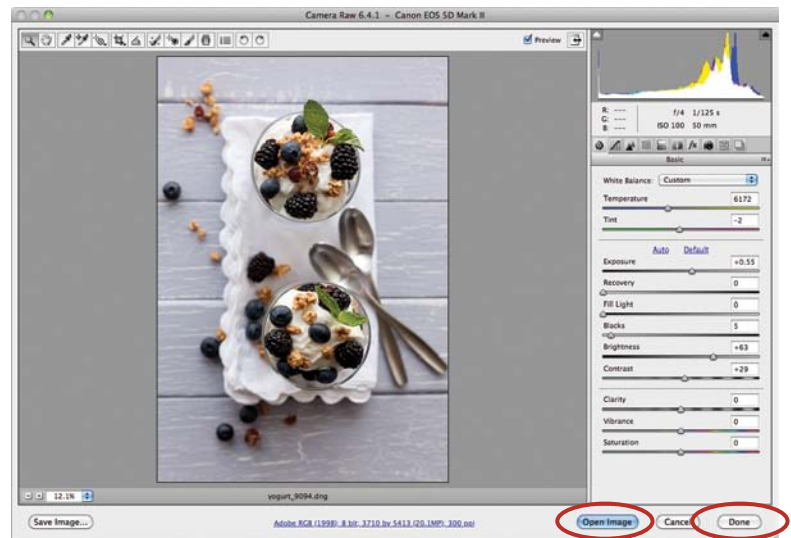 Camera Raw 6.4.1 - Canon EOS 5D Mark II
Preview
R: ---
G: ---
B: ---
f/4 1/125 s
ISO 100 50 mm
Basic
White Balance: Custom
Temperature 6172
Tint -2
Auto Default
Exposure +0.55
Recovery 0
Fill Light 0
Blacks 5
Brightness +63
Contrast +29
Clarity 0
Vibrance 0
Saturation 0
12.1%
yogurt_9094.dng
Save Image...
Adobe RGB (1998); 8 bit; 3710 by 5413 (20.1MP); 300 ppi
Open Image
Cancel
Done